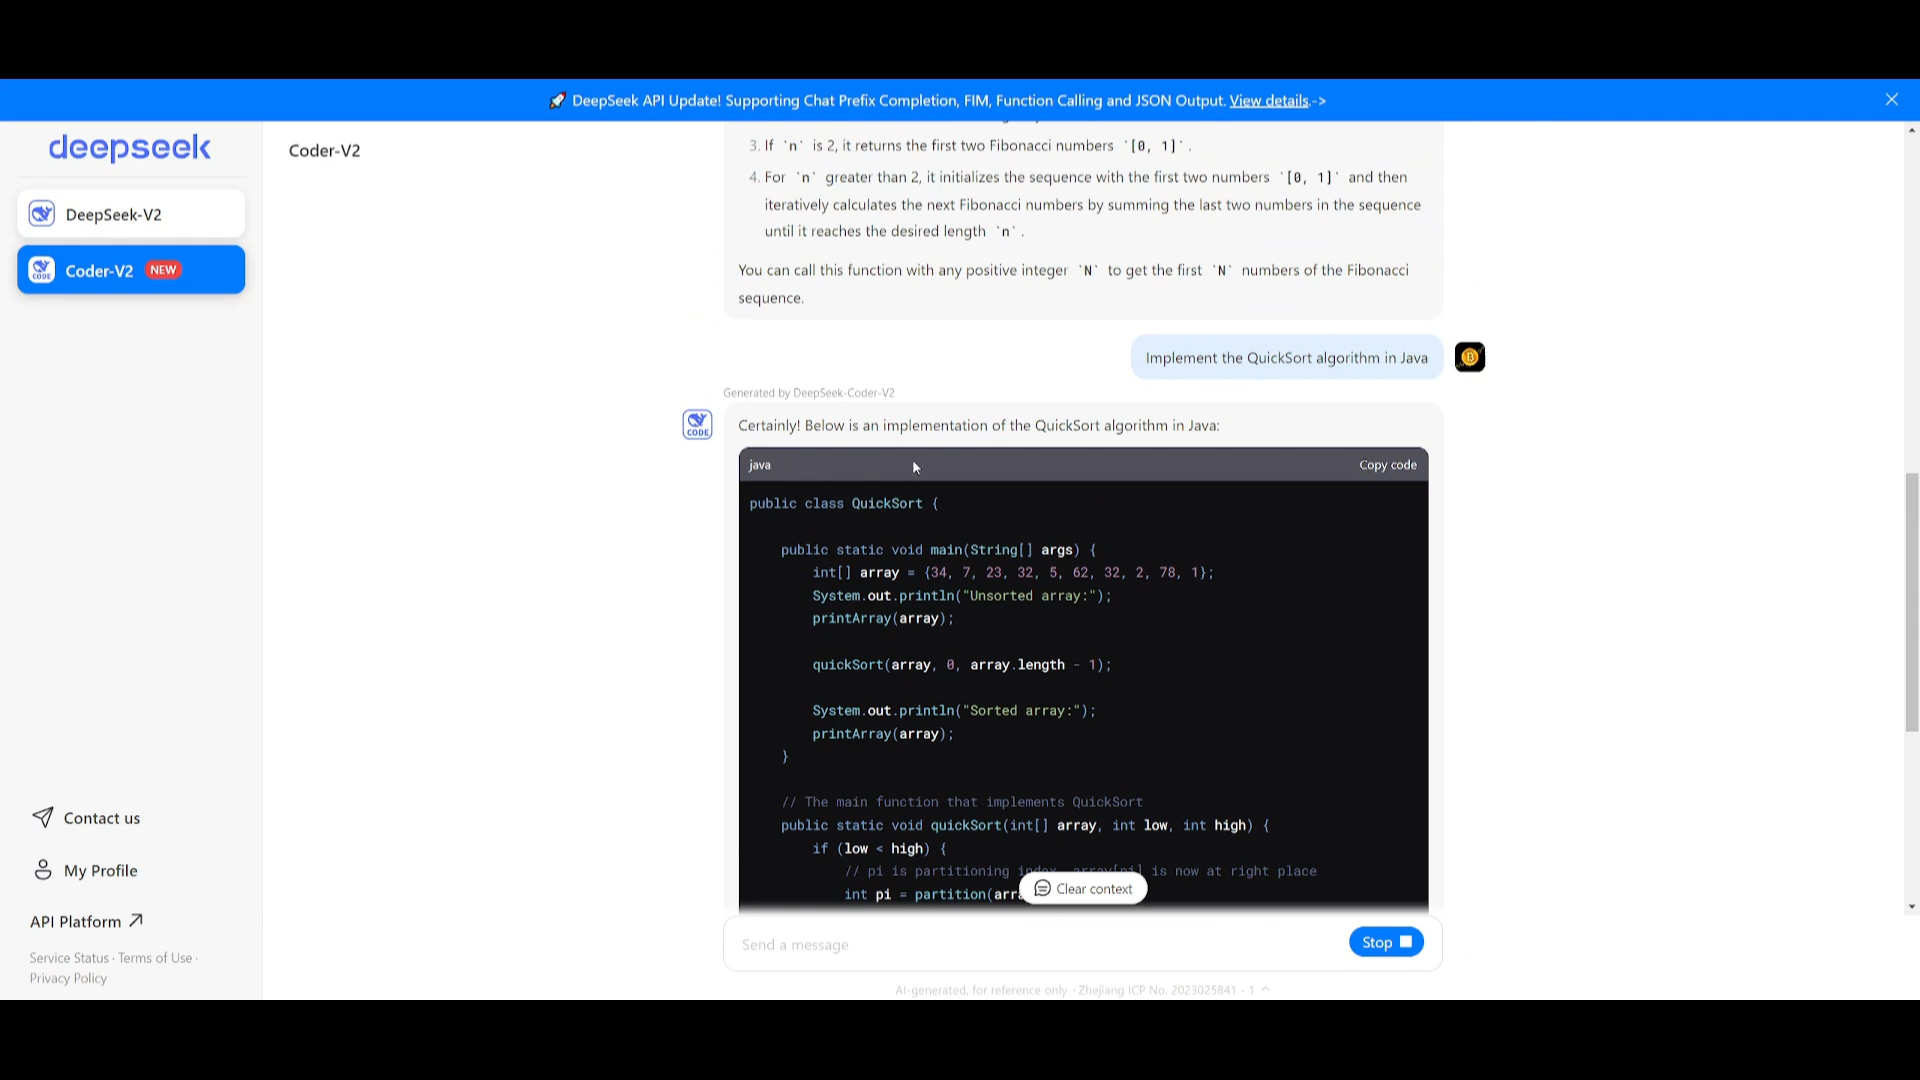 🚀 DeepSeek API Update! Supporting Chat Prefix Completion, FIM, Function Calling and JSON Output. View details.->
deepseek
Coder-V2
DeepSeek-V2
CODE
Coder-V2 NEW
3. If `n` is 2, it returns the first two Fibonacci numbers `[0, 1]`.
4. For `n` greater than 2, it initializes the sequence with the first two numbers `[0, 1]` and then
iteratively calculates the next Fibonacci numbers by summing the last two numbers in the sequence
until it reaches the desired length `n`.
You can call this function with any positive integer `N` to get the first `N` numbers of the Fibonacci
sequence.
Implement the QuickSort algorithm in Java
Generated by DeepSeek-Coder-V2
CODE
Certainly! Below is an implementation of the QuickSort algorithm in Java:
java
Copy code
public class QuickSort {
public static void main(String[] args) {
int[] array = {34, 7, 23, 32, 5, 62, 32, 2, 78, 1};
System.out.println("Unsorted array:");
printArray(array);
quickSort(array, 0, array.length - 1);
System.out.println("Sorted array:");
printArray(array);
}
// The main function that implements QuickSort
public static void quickSort(int[] array, int low, int high) {
if (low < high) {
// pi is partitioning index, array[pi] is now at right place
int pi = partition(arr
Clear context
Send a message
Stop
AI-generated, for reference only · Zhejiang ICP No. 2023025841 - 1
Contact us
My Profile
API Platform
Service Status · Terms of Use ·
Privacy Policy